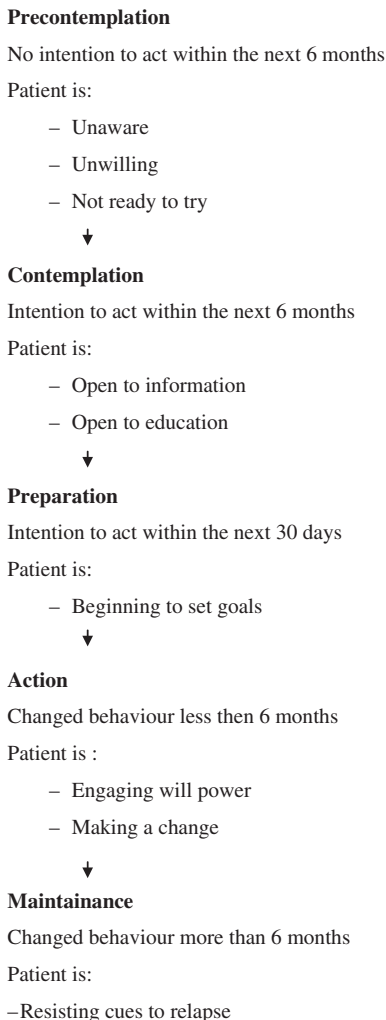 Precontemplation
No intention to act within the next 6 months
Patient is:
– Unaware
– Unwilling
– Not ready to try
Contemplation
Intention to act within the next 6 months
Patient is:
– Open to information
– Open to education
Preparation
Intention to act within the next 30 days
Patient is:
– Beginning to set goals
Action
Changed behaviour less then 6 months
Patient is :
– Engaging will power
– Making a change
Maintainance
Changed behaviour more than 6 months
Patient is:
–Resisting cues to relapse